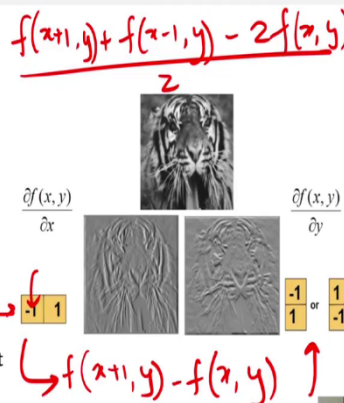 f(x+1,y)+f(x-1,y) - 2f(x,y)
2
∂f(x, y)
∂x
∂f(x, y)
∂y
-1 1
-1
1
or
1
-1
t
f(x+1,y)-f(x,y)